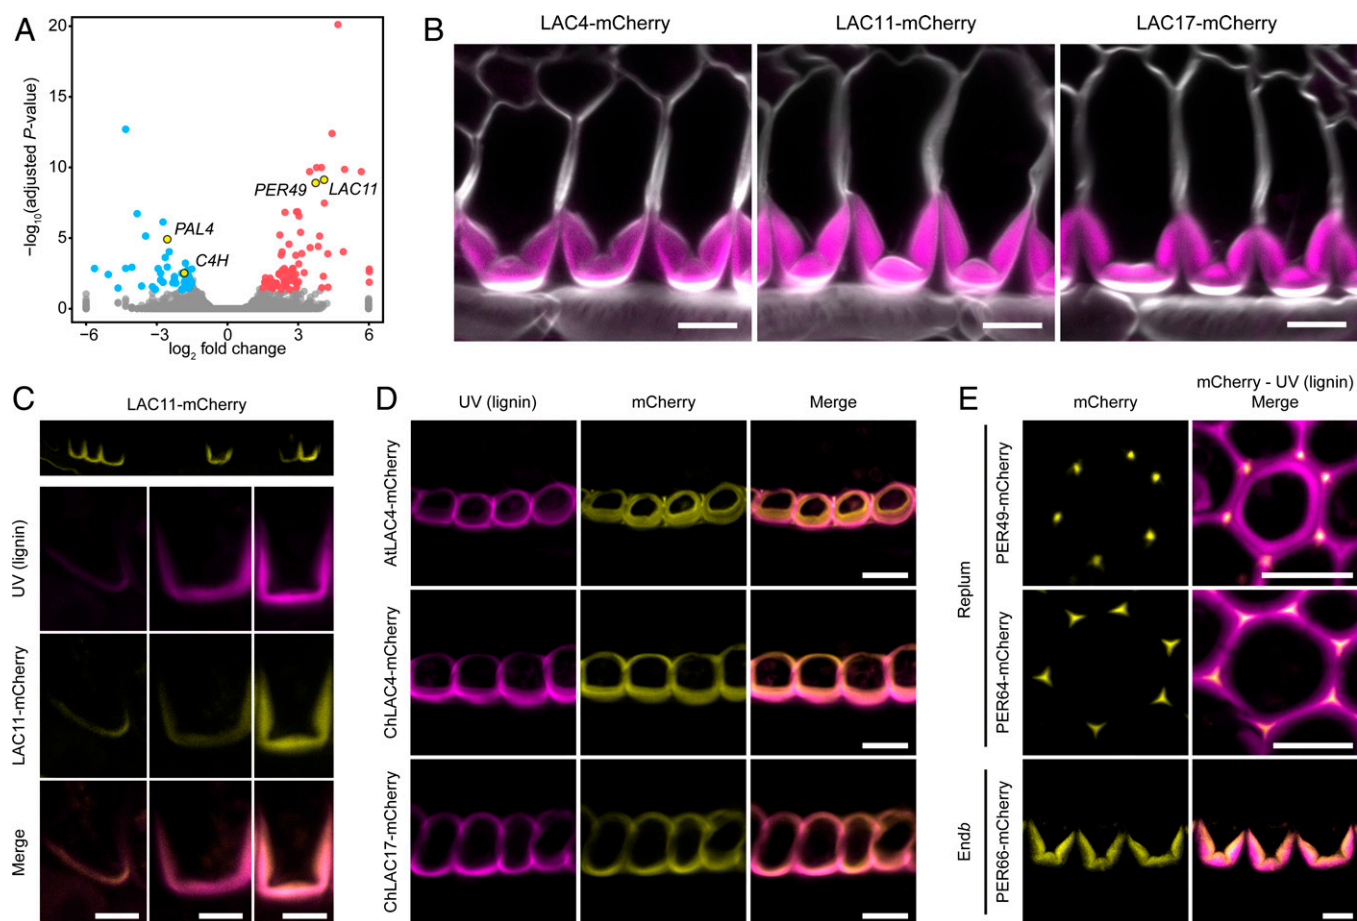 A
20
15
10
5
0
−log10(adjusted P-value)
PER49
LAC11
PAL4
C4H
−6
−3
0
3
6
log2 fold change
B
LAC4-mCherry
LAC11-mCherry
LAC17-mCherry
C
LAC11-mCherry
UV (lignin)
LAC11-mCherry
Merge
D
UV (lignin)
mCherry
Merge
AtLAC4-mCherry
ChLAC4-mCherry
ChLAC17-mCherry
E
mCherry
mCherry - UV (lignin)
Merge
Replum
PER49-mCherry
PER64-mCherry
Endb
PER66-mCherry